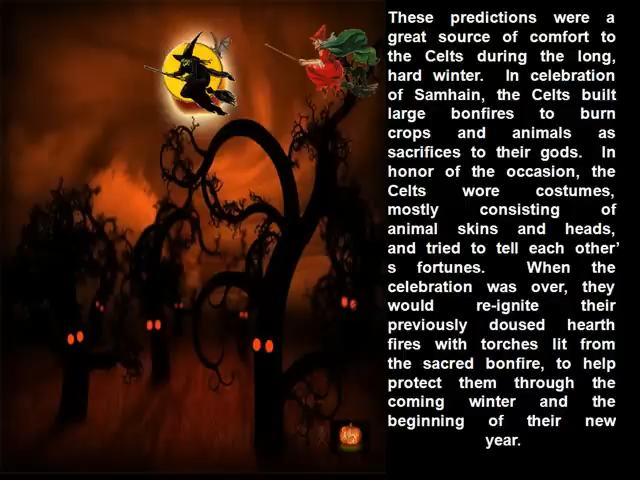 These predictions were a
great source of comfort to
the Celts during the long,
hard winter. In celebration
of Samhain, the Celts built
large bonfires to burn
crops and animals as
sacrifices to their gods. In
honor of the occasion, the
Celts wore costumes,
mostly consisting of
animal skins and heads,
and tried to tell each other’
s fortunes. When the
celebration was over, they
would re-ignite their
previously doused hearth
fires with torches lit from
the sacred bonfire, to help
protect them through the
coming winter and the
beginning of their new
year.